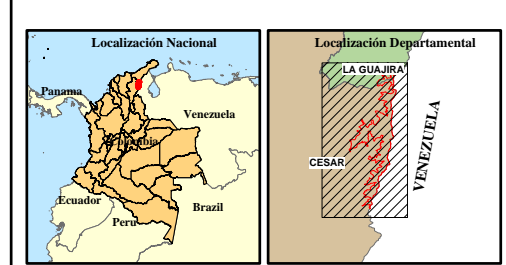 Localización Nacional
Panama
Venezuela
Colombia
Ecuador
Brazil
Peru
Localización Departamental
LA GUAJIRA
CESAR
VENEZUELA